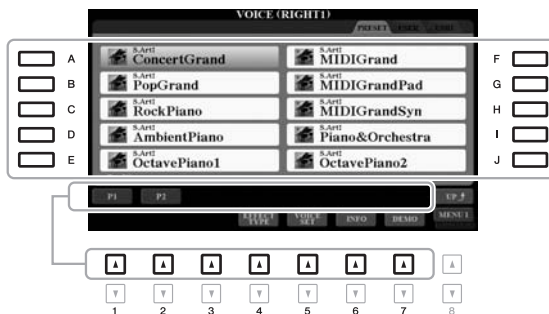 VOICE (RIGHT1)
PRESET USER
A S.Art! ConcertGrand S.Art! MIDIGrand F
B PopGrand S.Art! MIDIGrandPad G
C S.Art! RockPiano S.Art! MIDIGrandSyn H
D S.Art! AmbientPiano S.Art! Piano&Orchestra I
E S.Art! OctavePiano1 S.Art! OctavePiano2 J
P1 P2 UP
EFFECT TYPE VOICE SET INFO DEMO MENU1
1 2 3 4 5 6 7 8